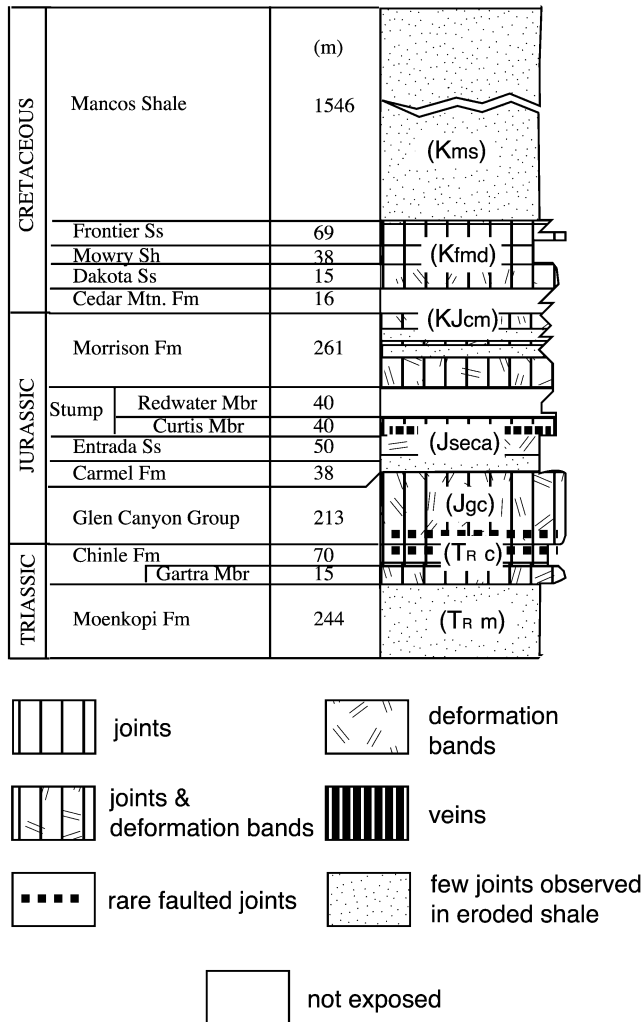 (m)
CRETACEOUS
Mancos Shale 1546
(Kms)
Frontier Ss 69
Mowry Sh 38
(Kfmd)
Dakota Ss 15
Cedar Mtn. Fm 16
(KJcm)
JURASSIC
Morrison Fm 261
Stump
Redwater Mbr 40
Curtis Mbr 40
(Jseca)
Entrada Ss 50
Carmel Fm 38
(Jgc)
Glen Canyon Group 213
TRIASSIC
Chinle Fm 70
(TR c)
Gartra Mbr 15
Moenkopi Fm 244
(TR m)
joints
deformation
bands
joints &
deformation bands
veins
rare faulted joints
few joints observed
in eroded shale
not exposed